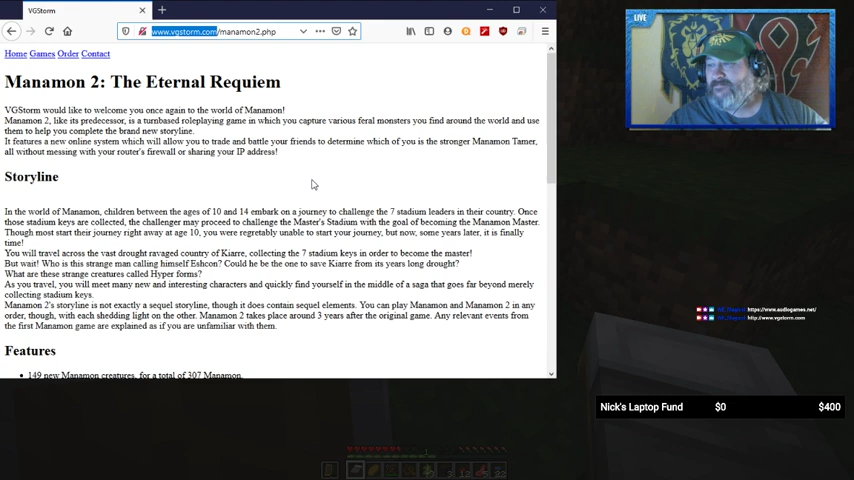 VGStorm
www.vgstorm.com/manamon2.php
LIVE
Home Games Order Contact
Manamon 2: The Eternal Requiem
VGStorm would like to welcome you once again to the world of Manamon!
Manamon 2, like its predecessor, is a turnbased roleplaying game in which you capture various feral monsters you find around the world and use
them to help you complete the brand new storyline.
It features a new online system which will allow you to trade and battle your friends to determine which of you is the stronger Manamon Tamer,
all without messing with your router's firewall or sharing your IP address!
Storyline
In the world of Manamon, children between the ages of 10 and 14 embark on a journey to challenge the 7 stadium leaders in their country. Once
those stadium keys are collected, the challenger may proceed to challenge the Master's Stadium with the goal of becoming the Manamon Master.
Though most start their journey right away at age 10, you were regretably unable to start your journey, but now, some years later, it is finally
time!
You will travel across the vast drought ravaged country of Kiarre, collecting the 7 stadium keys in order to become the master!
But wait! Who is this strange man calling himself Eshcon? Could he be the one to save Kiarre from its years long drought?
What are these strange creatures called Hyper forms?
As you travel, you will meet many new and interesting characters and quickly find yourself in the middle of a saga that goes far beyond merely
collecting stadium keys.
Manamon 2's storyline is not exactly a sequel storyline, though it does contain sequel elements. You can play Manamon and Manamon 2 in any
order, though, with each shedding light on the other. Manamon 2 takes place around 3 years after the original game. Any relevant events from
the first Manamon game are explained as if you are unfamiliar with them.
Features
149 new Manamon creatures, for a total of 307 Manamon.
https://www.audiogames.net/
http://www.vgstorm.com
Nick's Laptop Fund $0 $400